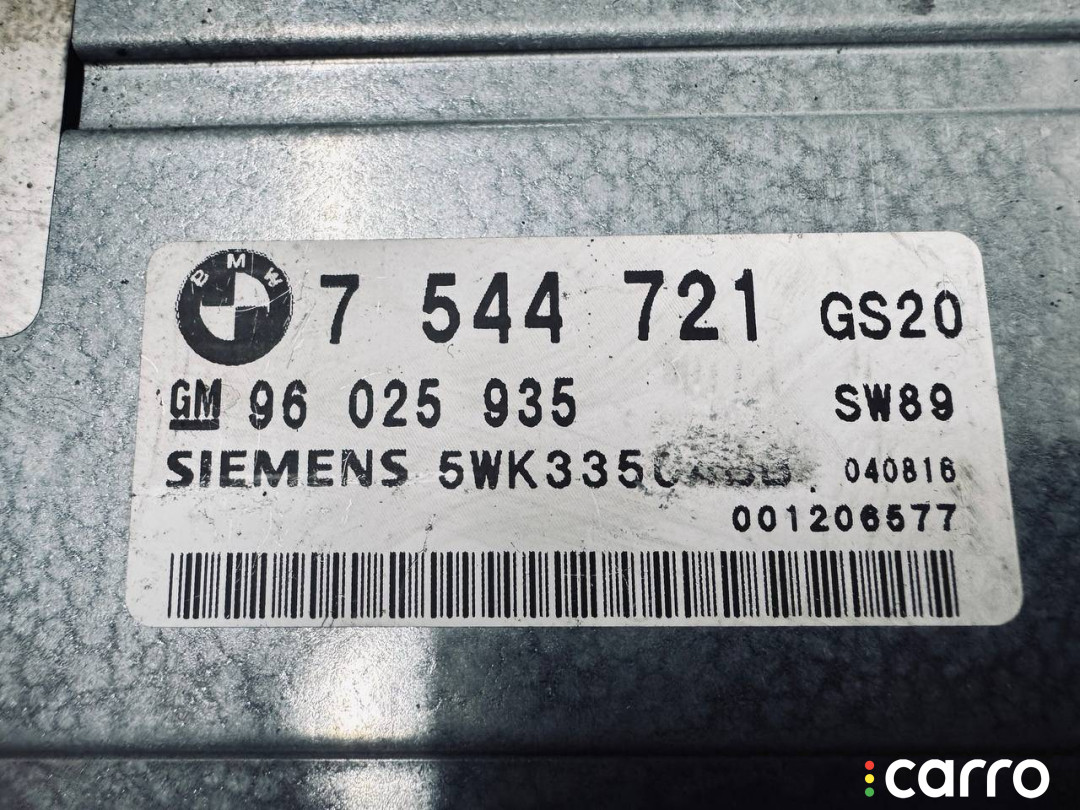 BMW 7 544 721 GS20
GM 96 025 935 SW89
SIEMENS 040816
001206577
carro